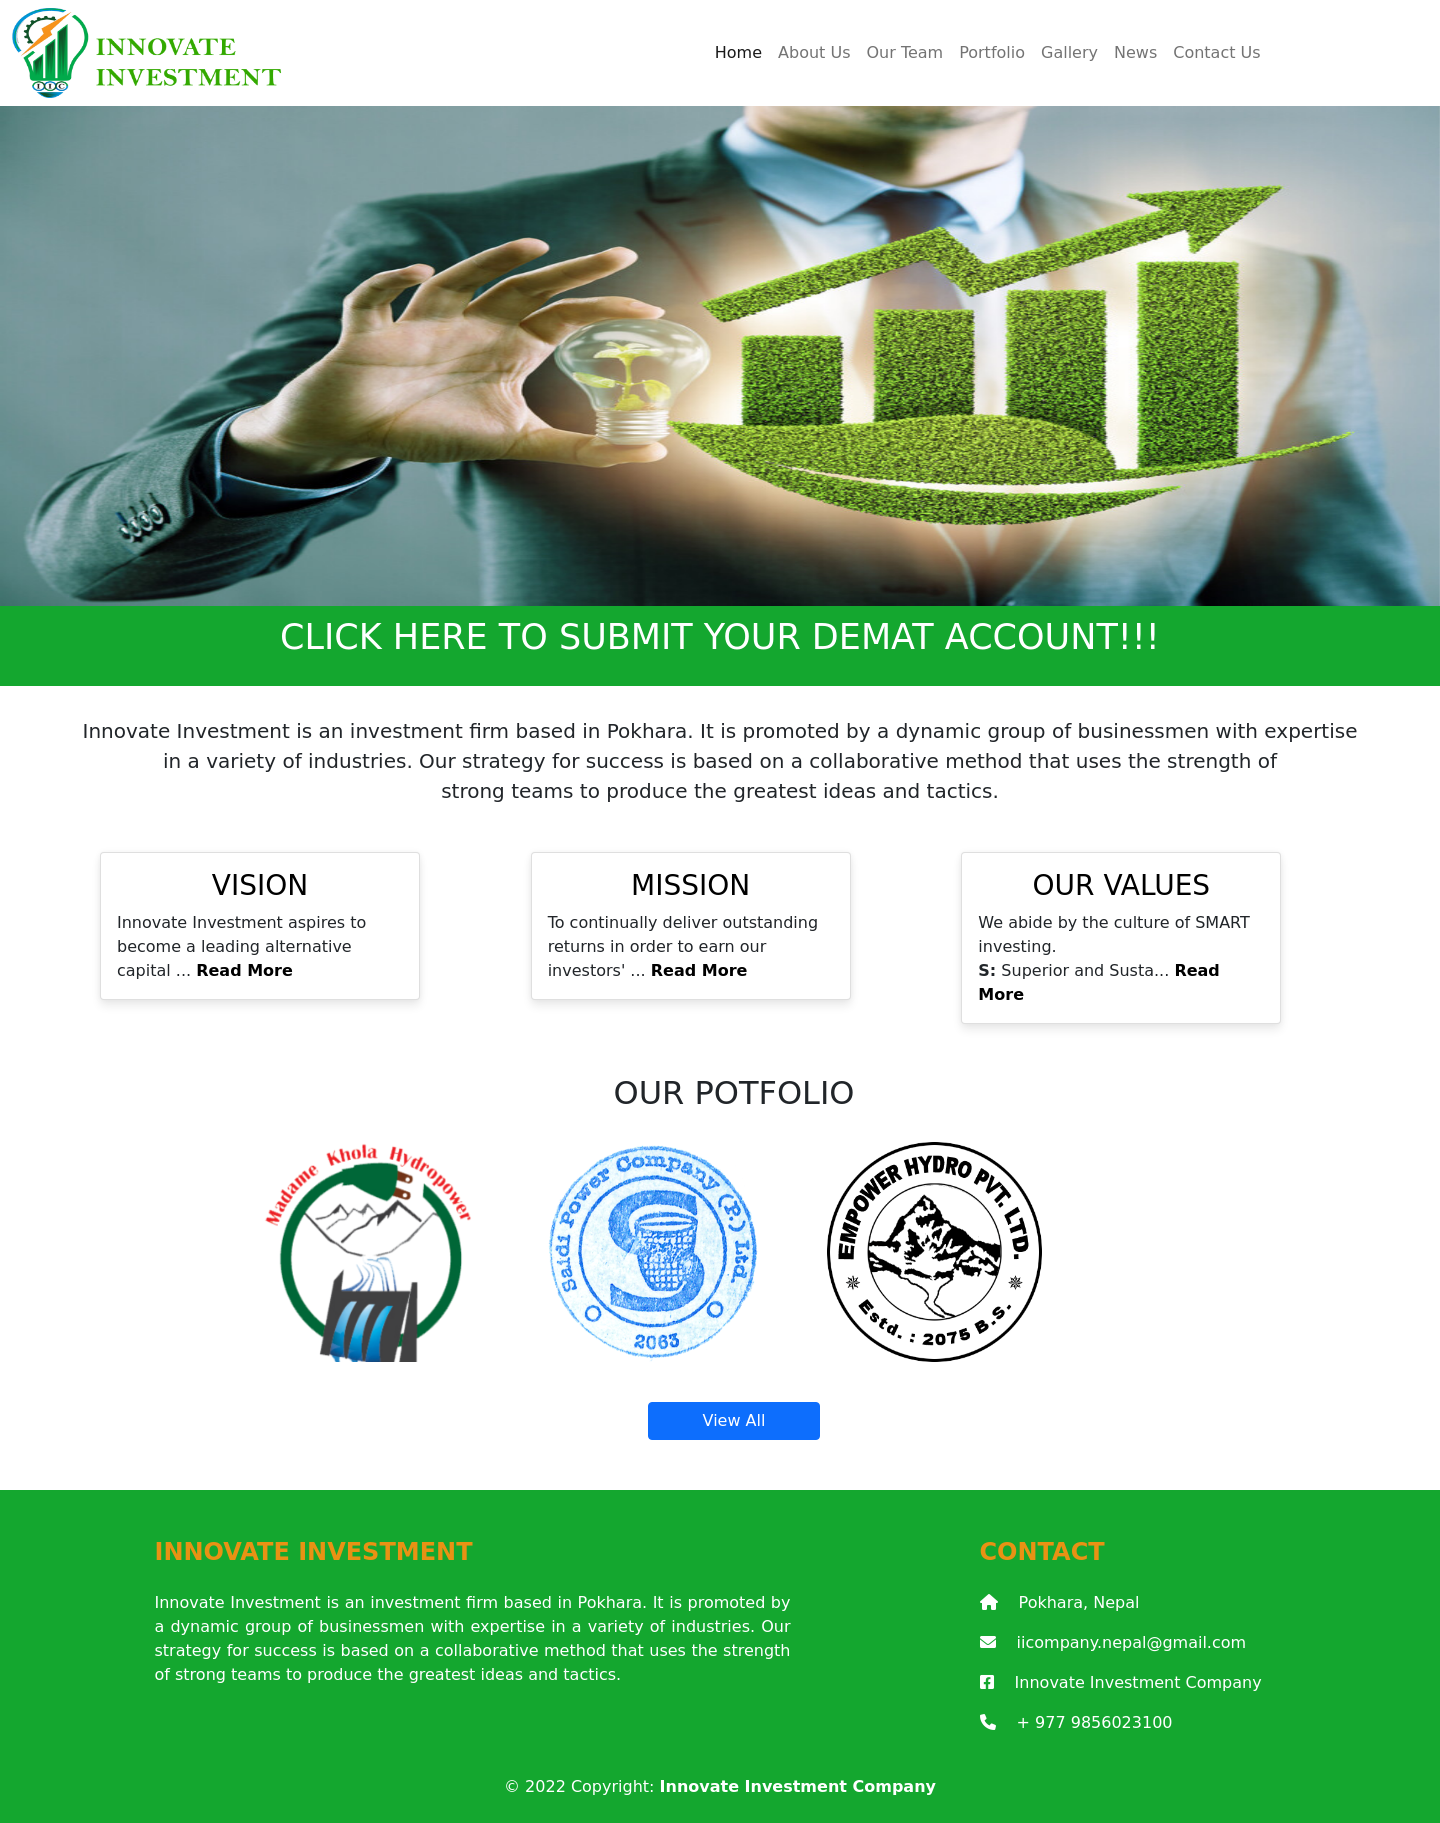 INNOVATE
INVESTMENT
IIC
Home About Us Our Team Portfolio Gallery News Contact Us
CLICK HERE TO SUBMIT YOUR DEMAT ACCOUNT!!!
Innovate Investment is an investment firm based in Pokhara. It is promoted by a dynamic group of businessmen with expertise
in a variety of industries. Our strategy for success is based on a collaborative method that uses the strength of
strong teams to produce the greatest ideas and tactics.
VISION
Innovate Investment aspires to
become a leading alternative
capital ... Read More
MISSION
To continually deliver outstanding
returns in order to earn our
investors' ... Read More
OUR VALUES
We abide by the culture of SMART
investing.
S: Superior and Susta... Read
More
OUR POTFOLIO
Madame Khola Hydropower
Saidi Power Company (P.) Ltd.
2063
EMPOWER HYDRO PVT. LTD.
Estd. : 2075 B.S.
View All
INNOVATE INVESTMENT
Innovate Investment is an investment firm based in Pokhara. It is promoted by
a dynamic group of businessmen with expertise in a variety of industries. Our
strategy for success is based on a collaborative method that uses the strength
of strong teams to produce the greatest ideas and tactics.
CONTACT
Pokhara, Nepal
iicompany.nepal@gmail.com
Innovate Investment Company
+ 977 9856023100
© 2022 Copyright: Innovate Investment Company